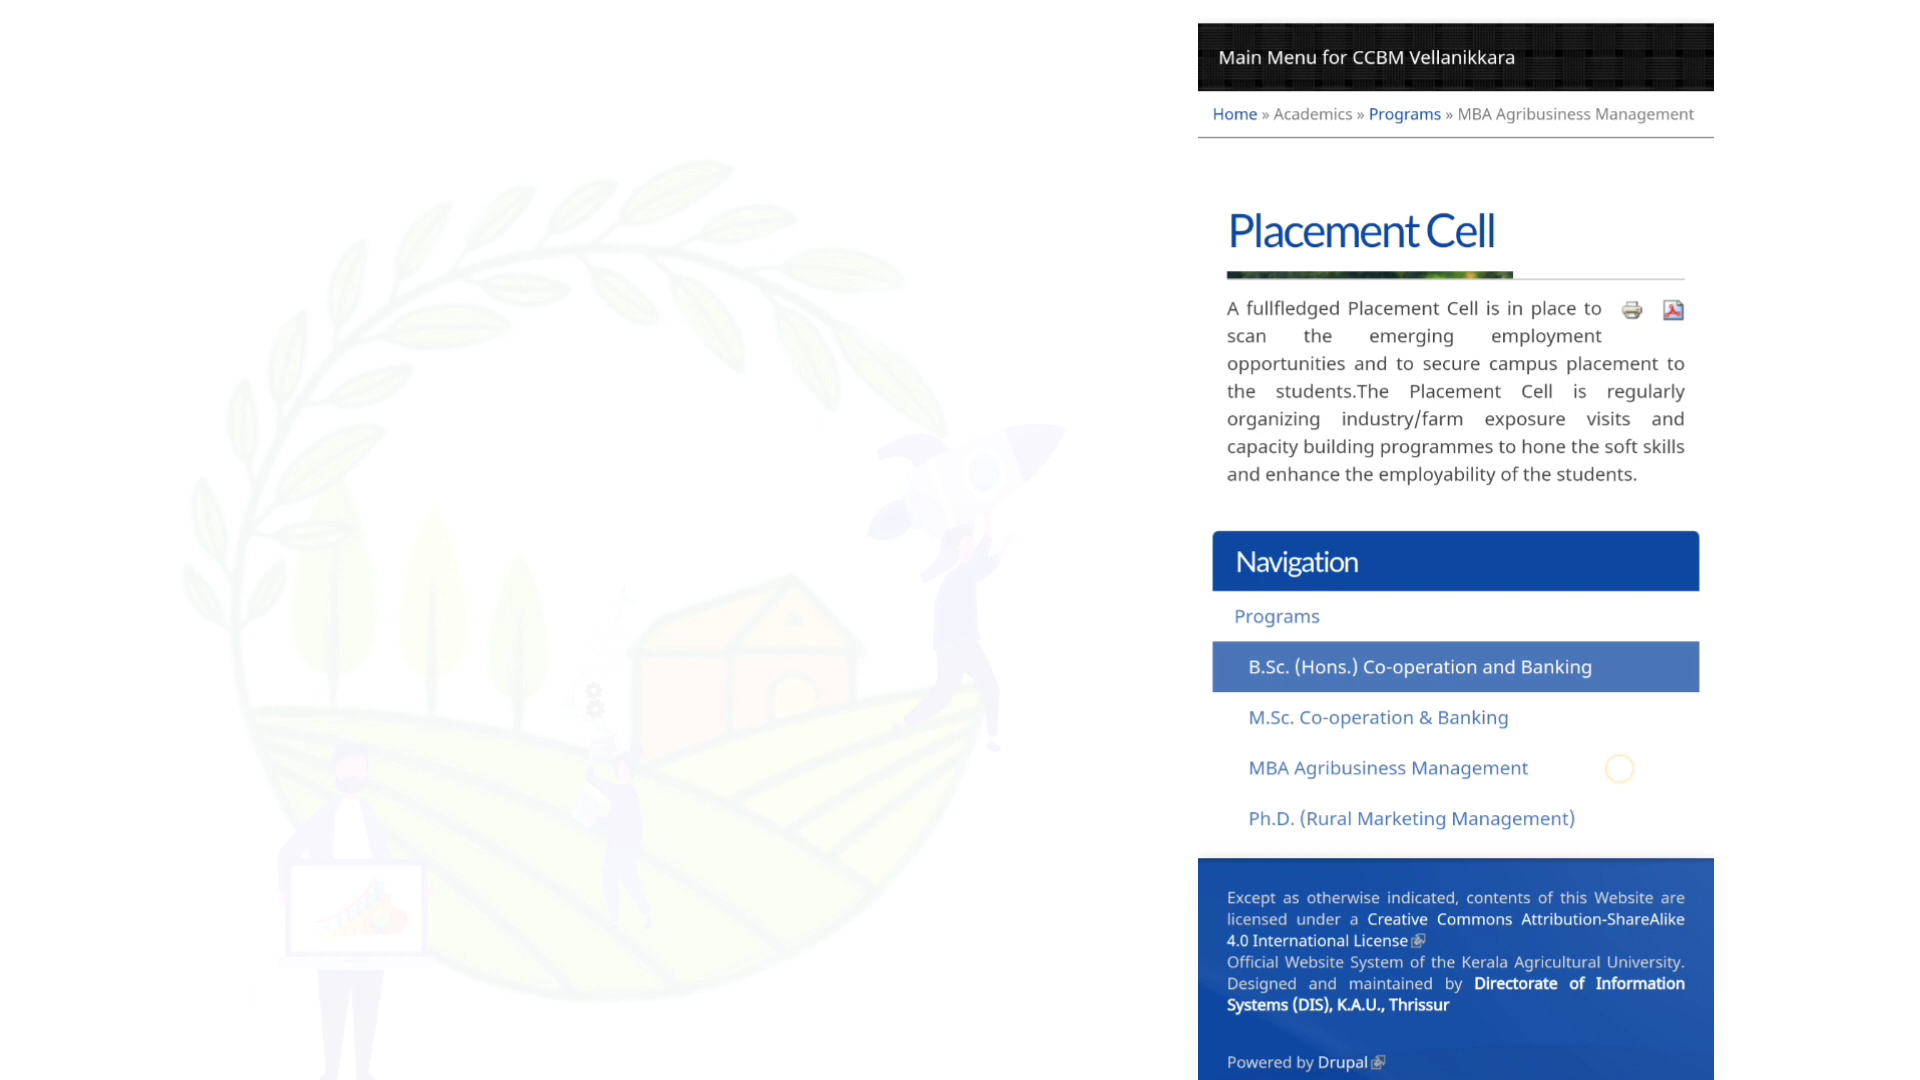 Main Menu for CCBM Vellanikkara
Home » Academics » Programs » MBA Agribusiness Management
Placement Cell
A fullfledged Placement Cell is in place to
scan the emerging employment
opportunities and to secure campus placement to
the students.The Placement Cell is regularly
organizing industry/farm exposure visits and
capacity building programmes to hone the soft skills
and enhance the employability of the students.
Navigation
Programs
B.Sc. (Hons.) Co-operation and Banking
M.Sc. Co-operation & Banking
MBA Agribusiness Management
Ph.D. (Rural Marketing Management)
Except as otherwise indicated, contents of this Website are
licensed under a Creative Commons Attribution-ShareAlike
4.0 International License
Official Website System of the Kerala Agricultural University.
Designed and maintained by Directorate of Information
Systems (DIS), K.A.U., Thrissur
Powered by Drupal